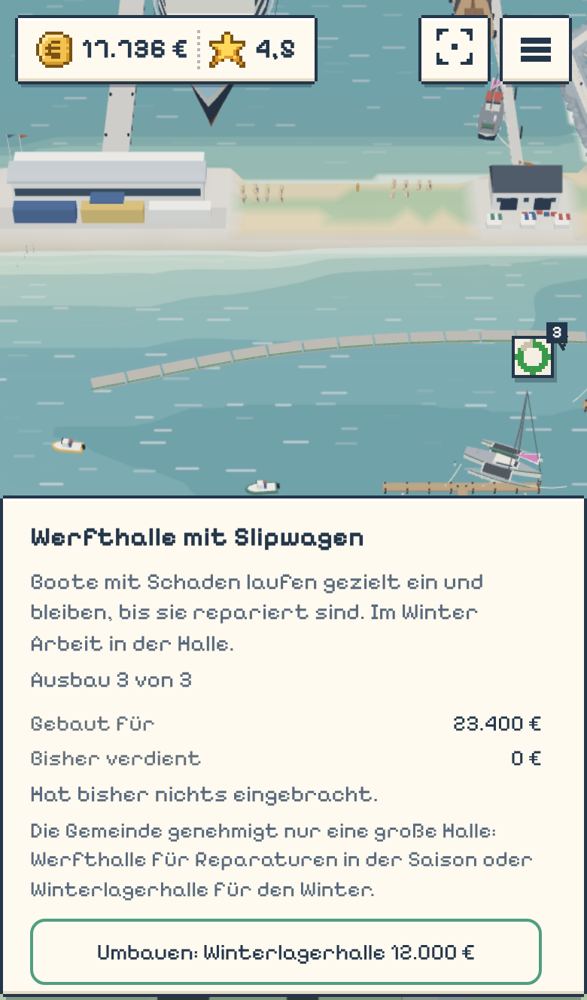 17.736 € 4,8
3
Werfthalle mit Slipwagen
Boote mit Schaden laufen gezielt ein und
bleiben, bis sie repariert sind. Im Winter
Arbeit in der Halle.
Ausbau 3 von 3
Gebaut für 23.400 €
Bisher verdient 0 €
Hat bisher nichts eingebracht.
Die Gemeinde genehmigt nur eine große Halle:
Werfthalle für Reparaturen in der Saison oder
Winterlagerhalle für den Winter.
Umbauen: Winterlagerhalle 12.000 €